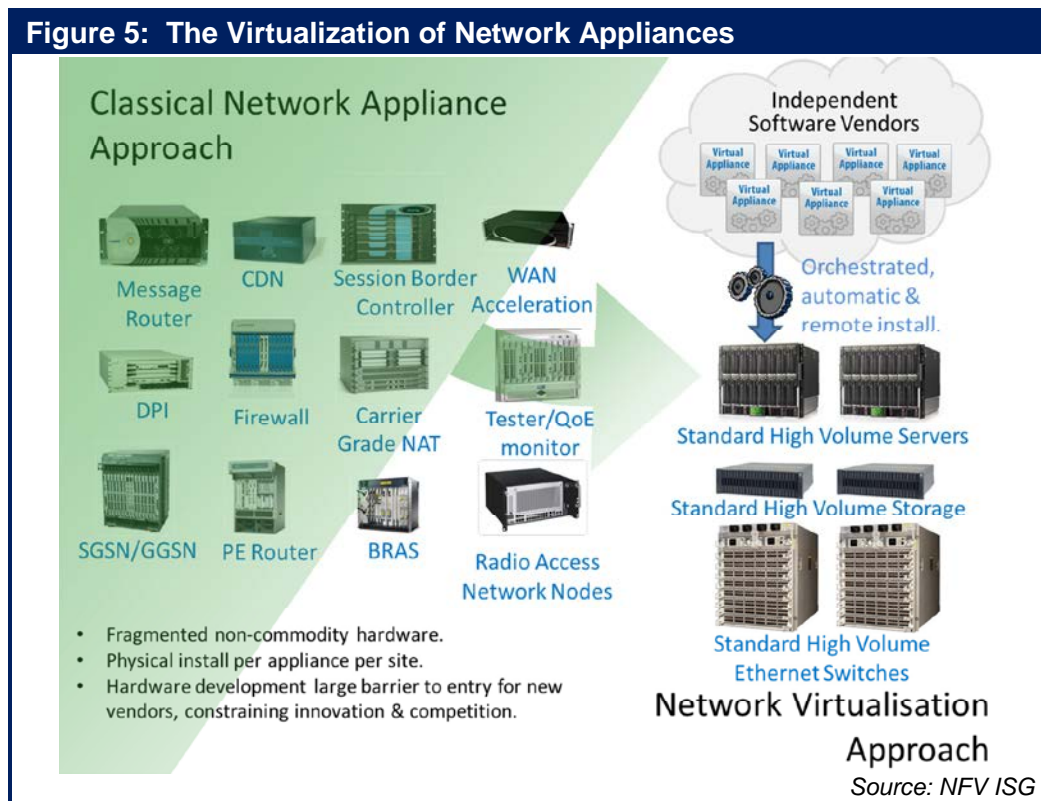 Figure 5: The Virtualization of Network Appliances
Classical Network Appliance
Approach
Message
Router
CDN
Session Border
Controller
WAN
Acceleration
DPI
Firewall
Carrier
Grade NAT
Tester/QoE
monitor
SGSN/GGSN
PE Router
BRAS
Radio Access
Network Nodes
• Fragmented non-commodity hardware.
• Physical install per appliance per site.
• Hardware development large barrier to entry for new
vendors, constraining innovation & competition.
Independent
Software Vendors
Virtual
Appliance
Virtual
Appliance
Virtual
Appliance
Virtual
Appliance
Virtual
Appliance
Virtual
Appliance
Virtual
Appliance
Orchestrated,
automatic &
remote install.
Standard High Volume Servers
Standard High Volume Storage
Standard High Volume
Ethernet Switches
Network Virtualisation
Approach
Source: NFV ISG